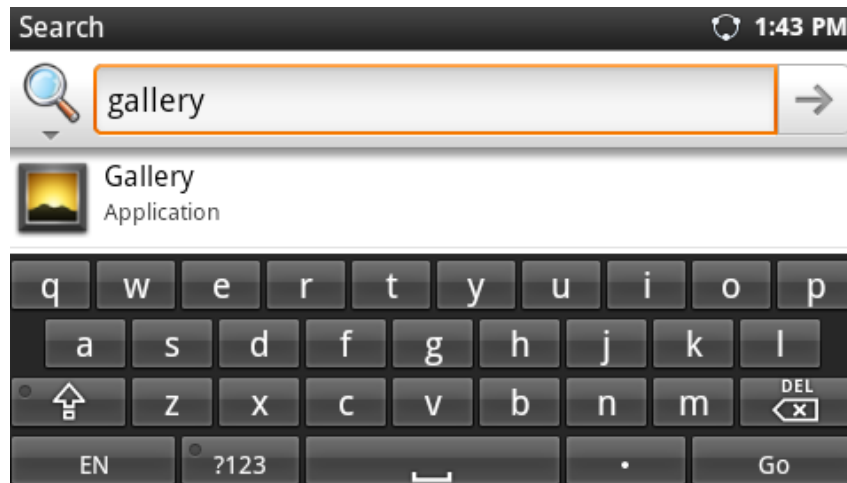 Search 1:43 PM
gallery
Gallery
Application
q w e r t y u i o p
a s d f g h j k l
z x c v b n m DEL
EN ?123 . Go